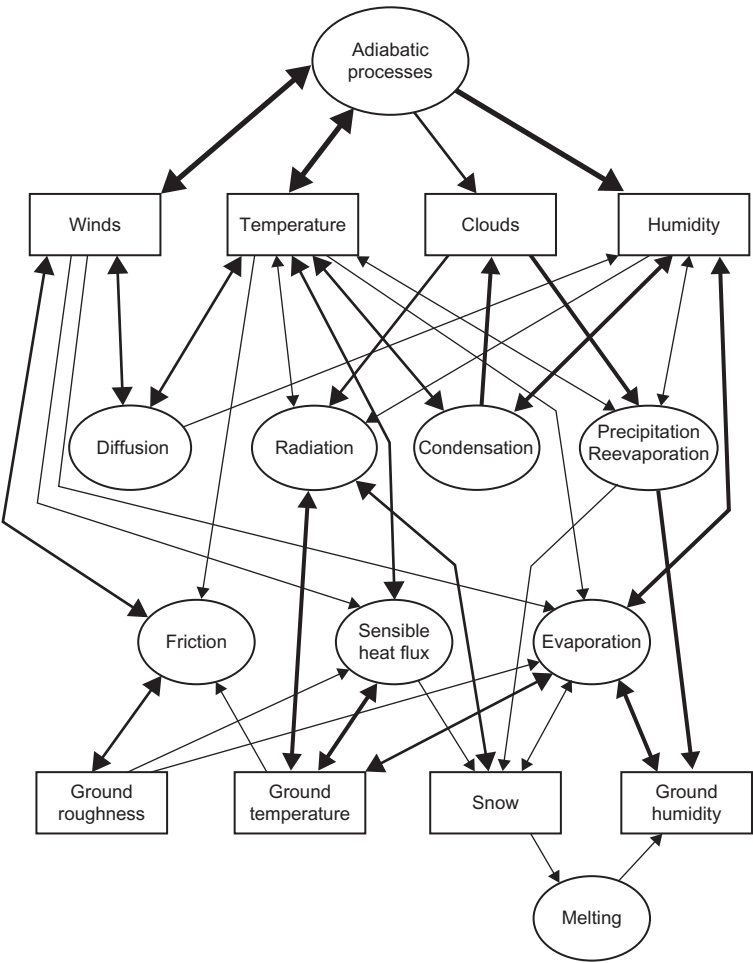 Adiabatic
processes
Winds
Temperature
Clouds
Humidity
Diffusion
Radiation
Condensation
Precipitation
Reevaporation
Friction
Sensible
heat flux
Evaporation
Ground
roughness
Ground
temperature
Snow
Ground
humidity
Melting